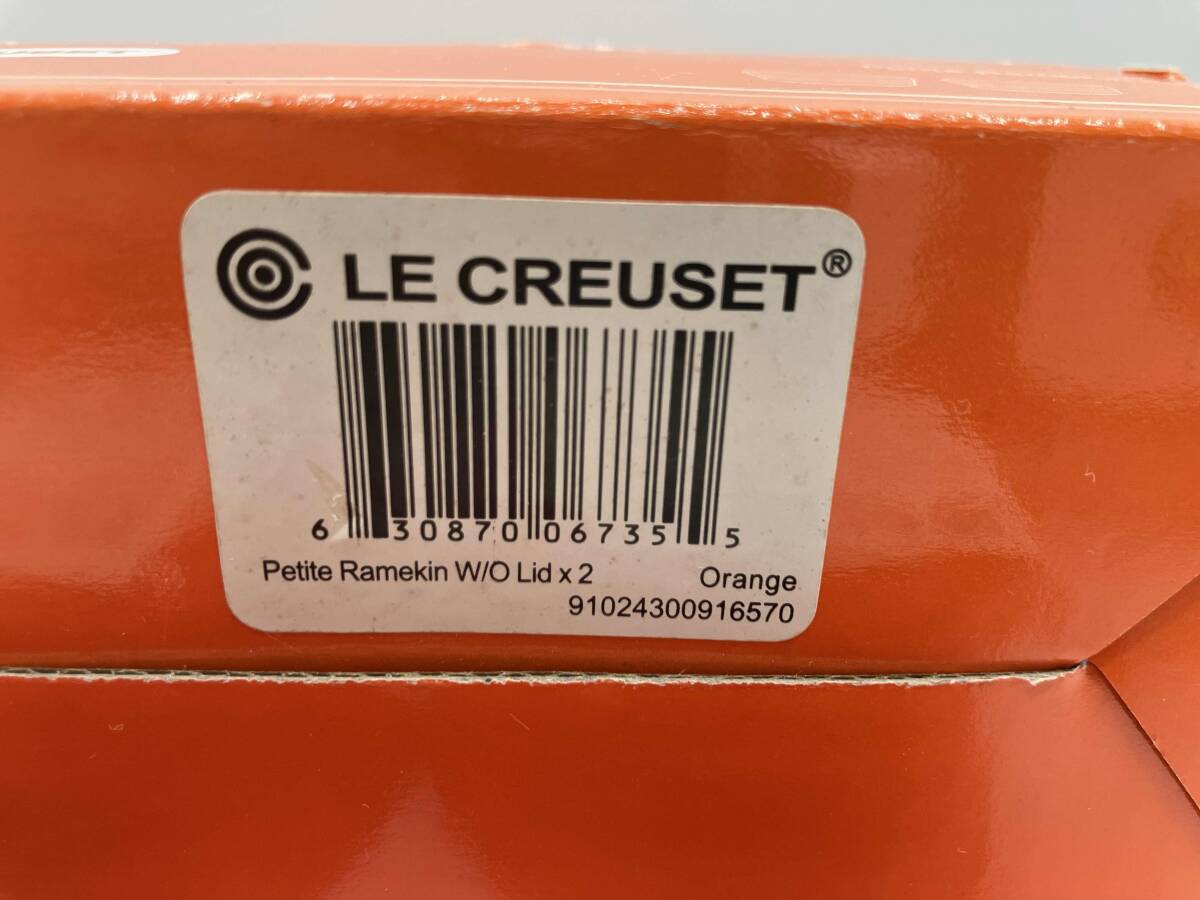 LE CREUSET®
6 30870 06735 5
Petite Ramekin W/O Lid x 2 Orange
91024300916570